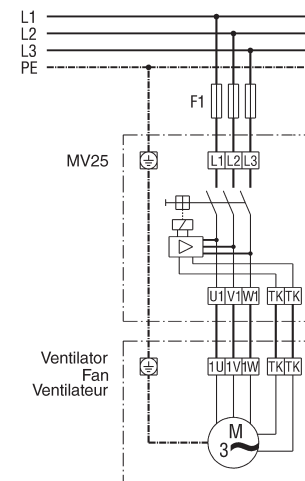 L1
L2
L3
PE
F1
MV25
L1 L2 L3
U1 V1 W1 TK TK
Ventilator
Fan
Ventilateur
1U 1V 1W TK TK
M
3~